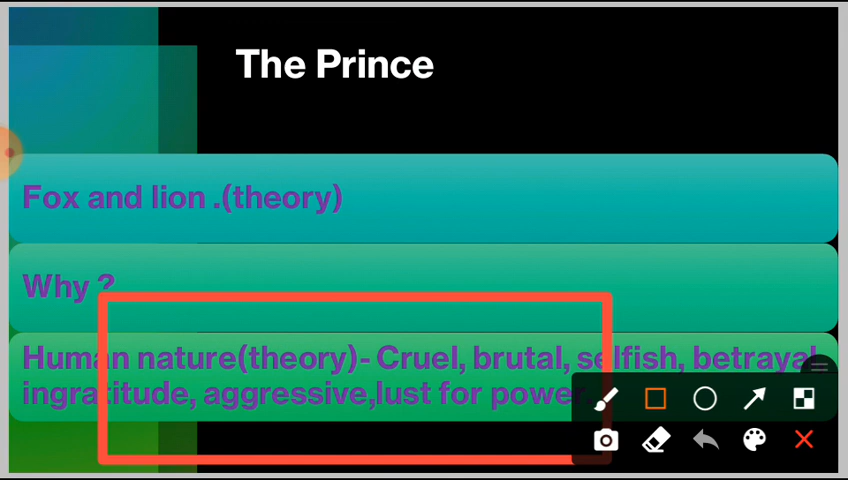 The Prince
Fox and lion .(theory)
Why ?
Human nature(theory)- Cruel, brutal, selfish, betrayal
ingratitude, aggressive,lust for power.